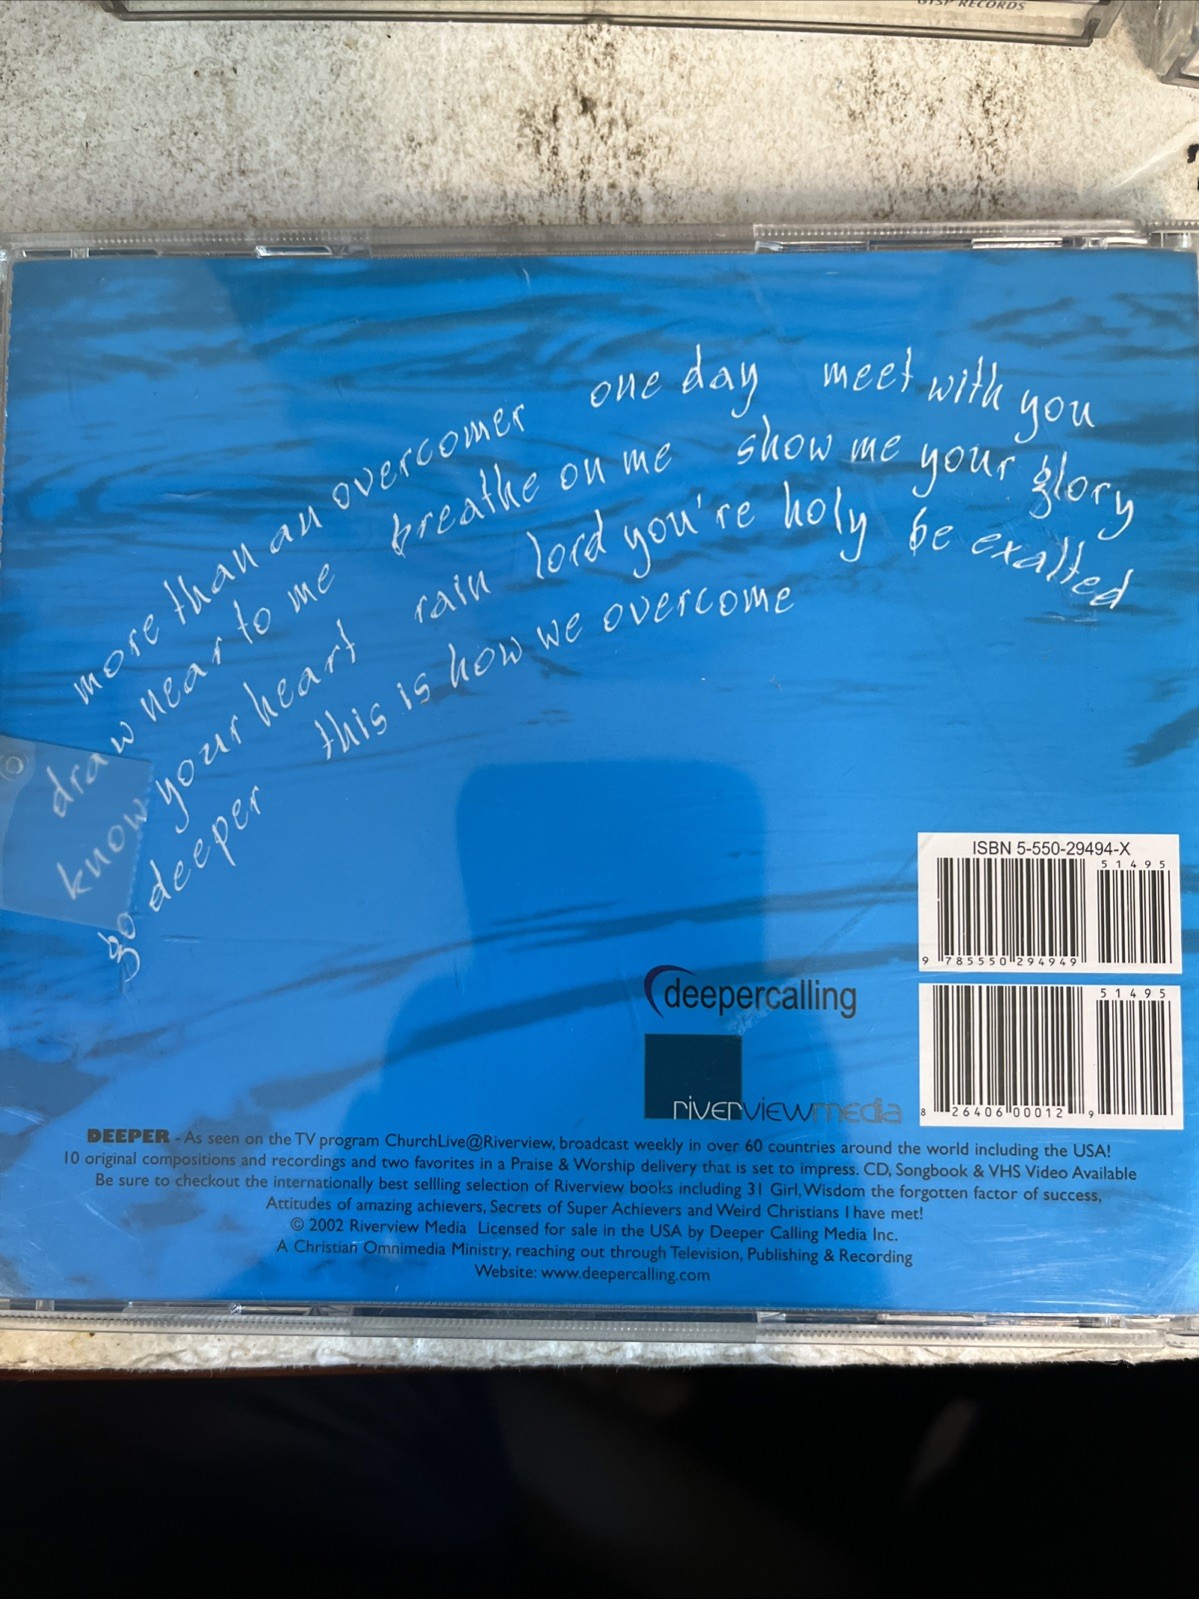 GTSP RECORDS
more than an overcomer one day meet with you
draw near to me breathe on me show me your glory
know your heart rain lord you're holy be exalted
go deeper this is how we overcome
ISBN 5-550-29494-X
51495
9 785550 294949
deepercalling
51495
8 26406 00012 9
riverviewmedia
DEEPER - As seen on the TV program ChurchLive@Riverview, broadcast weekly in over 60 countries around the world including the USA!
10 original compositions and recordings and two favorites in a Praise & Worship delivery that is set to impress. CD, Songbook & VHS Video Available
Be sure to checkout the internationally best sellling selection of Riverview books including 31 Girl, Wisdom the forgotten factor of success,
Attitudes of amazing achievers, Secrets of Super Achievers and Weird Christians I have met!
© 2002 Riverview Media Licensed for sale in the USA by Deeper Calling Media Inc.
A Christian Omnimedia Ministry, reaching out through Television, Publishing & Recording
Website: www.deepercalling.com